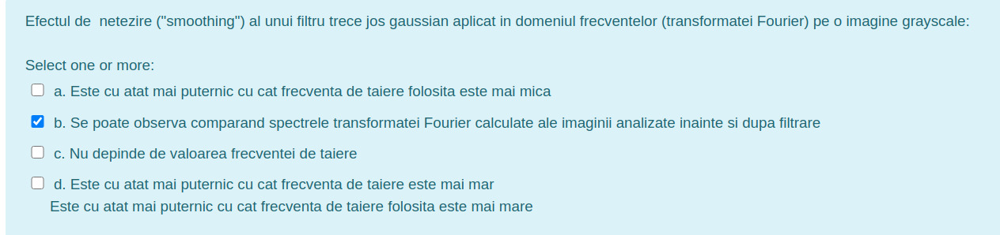 Efectul de  netezire ("smoothing") al unui filtru trece jos gaussian aplicat in domeniul frecventelor (transformatei Fourier) pe o imagine grayscale:
Select one or more:
a. Este cu atat mai puternic cu cat frecventa de taiere folosita este mai mica
b. Se poate observa comparand spectrele transformatei Fourier calculate ale imaginii analizate inainte si dupa filtrare
c. Nu depinde de valoarea frecventei de taiere
d. Este cu atat mai puternic cu cat frecventa de taiere este mai mar
Este cu atat mai puternic cu cat frecventa de taiere folosita este mai mare